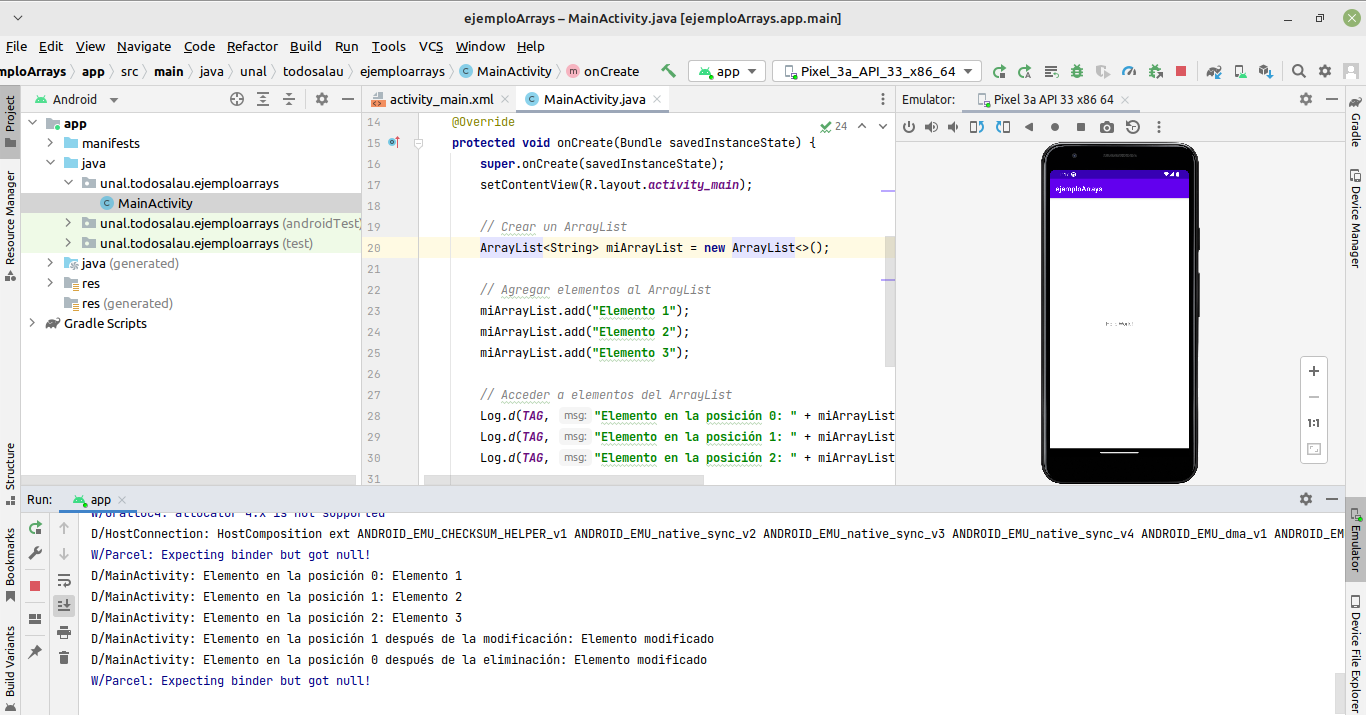 ejemploArrays – MainActivity.java [ejemploArrays.app.main]
File Edit View Navigate Code Refactor Build Run Tools VCS Window Help
mploArrays app src main java unal todosalau ejemploarrays C MainActivity m onCreate app Pixel_3a_API_33_x86_64
Project
Resource Manager
Structure
Bookmarks
Build Variants
Android
app
manifests
java
unal.todosalau.ejemploarrays
C MainActivity
unal.todosalau.ejemploarrays (androidTest)
unal.todosalau.ejemploarrays (test)
java (generated)
res
res (generated)
Gradle Scripts
activity_main.xml C MainActivity.java
24
14 @Override
15 protected void onCreate(Bundle savedInstanceState) {
16 super.onCreate(savedInstanceState);
17 setContentView(R.layout.activity_main);
18
19 // Crear un ArrayList
20 ArrayList<String> miArrayList = new ArrayList<>();
21
22 // Agregar elementos al ArrayList
23 miArrayList.add("Elemento 1");
24 miArrayList.add("Elemento 2");
25 miArrayList.add("Elemento 3");
26
27 // Acceder a elementos del ArrayList
28 Log.d(TAG, msg: "Elemento en la posición 0: " + miArrayList
29 Log.d(TAG, msg: "Elemento en la posición 1: " + miArrayList
30 Log.d(TAG, msg: "Elemento en la posición 2: " + miArrayList
31
Emulator: Pixel 3a API 33 x86 64
ejemploArrays
1:1
Gradle
Device Manager
Emulator
Device File Explorer
Run: app
W/Gralloc4: allocator 4.x is not supported
D/HostConnection: HostComposition ext ANDROID_EMU_CHECKSUM_HELPER_v1 ANDROID_EMU_native_sync_v2 ANDROID_EMU_native_sync_v3 ANDROID_EMU_native_sync_v4 ANDROID_EMU_dma_v1 ANDROID_EM
W/Parcel: Expecting binder but got null!
D/MainActivity: Elemento en la posición 0: Elemento 1
D/MainActivity: Elemento en la posición 1: Elemento 2
D/MainActivity: Elemento en la posición 2: Elemento 3
D/MainActivity: Elemento en la posición 1 después de la modificación: Elemento modificado
D/MainActivity: Elemento en la posición 0 después de la eliminación: Elemento modificado
W/Parcel: Expecting binder but got null!